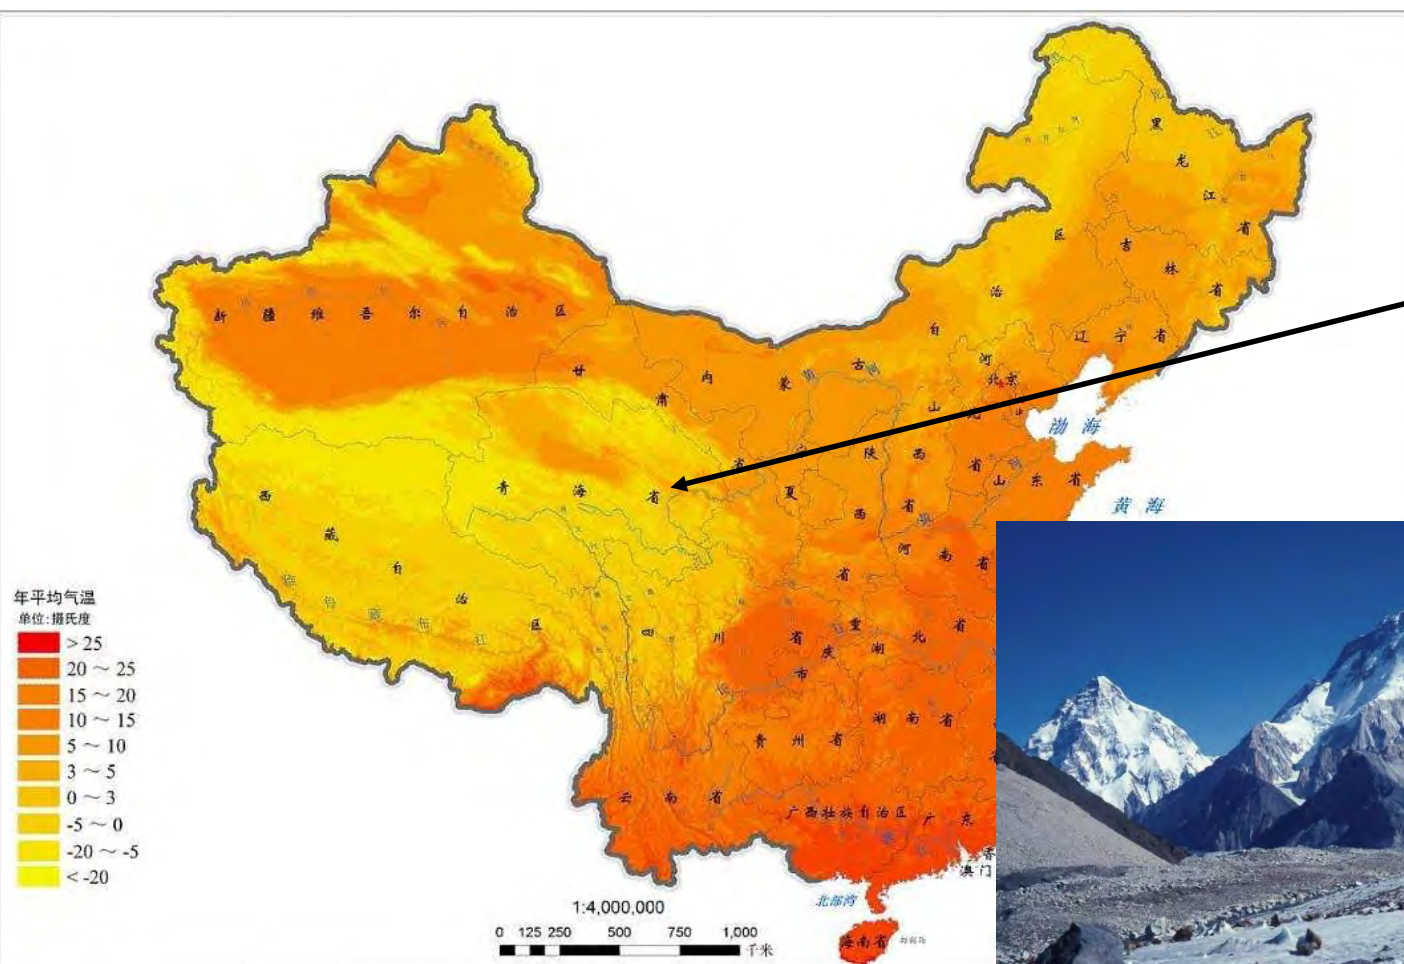 黑
龙
江
省
吉
林
省
辽 宁 省
区
治
自
古
蒙
内
新 疆 维 吾 尔 自 治 区
甘
肃
省
河
北京
北
省
山
西
省
渤 海
山 东 省
黄 海
宁
夏
陕
西
省
青 海 省
西
藏
自
治
区
河 南 省
四 川 省
重
庆
市
湖 北 省
湖 南 省
贵 州 省
云 南 省
广西壮族自治区
广 东
香
澳门
北部湾
海南省
年平均气温
单位:摄氏度
> 25
20 ~ 25
15 ~ 20
10 ~ 15
5 ~ 10
3 ~ 5
0 ~ 3
-5 ~ 0
-20 ~ -5
< -20
1:4,000,000
0 125 250 500 750 1,000
千米